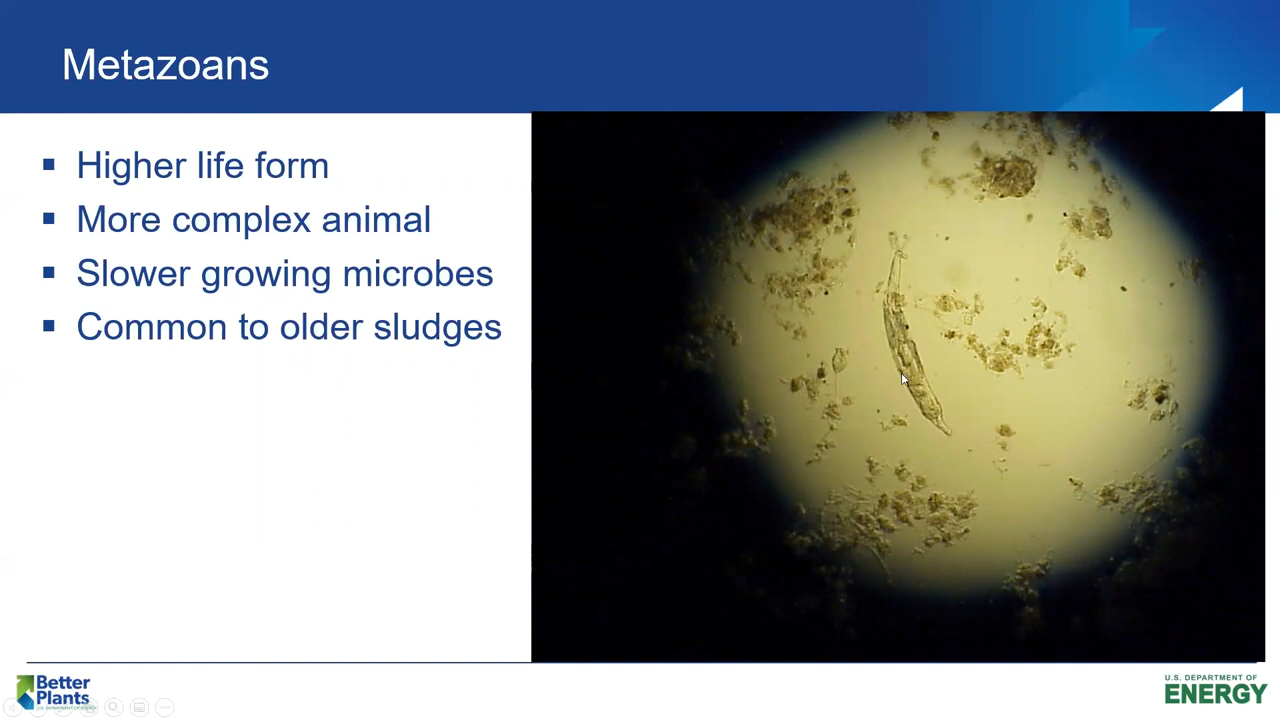 Metazoans
Higher life form
More complex animal
Slower growing microbes
Common to older sludges
Better
Plants
U.S. DEPARTMENT OF
ENERGY